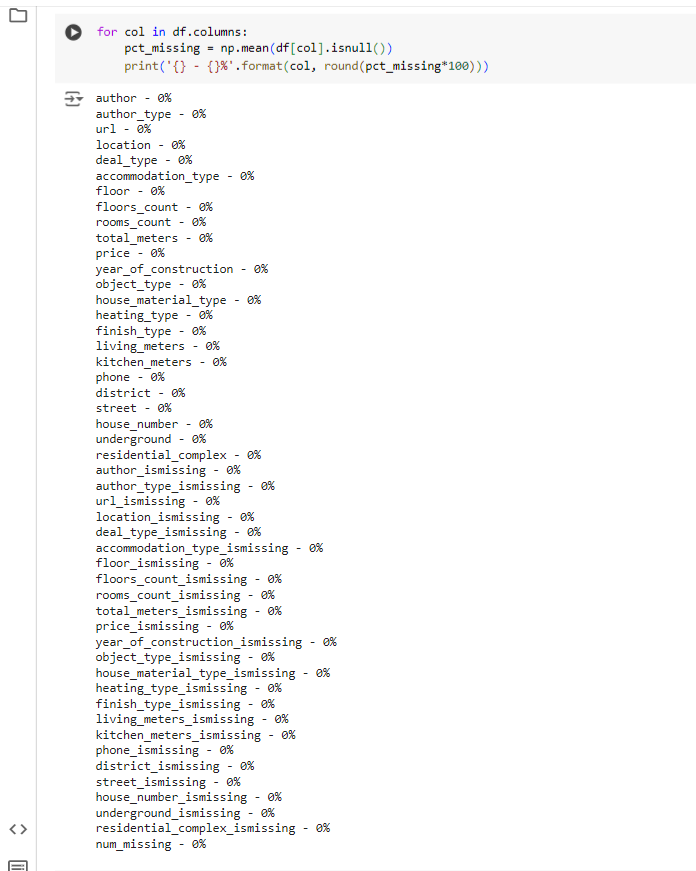 for col in df.columns:
    pct_missing = np.mean(df[col].isnull())
    print('{} - {}%'.format(col, round(pct_missing*100)))
author - 0%
author_type - 0%
url - 0%
location - 0%
deal_type - 0%
accommodation_type - 0%
floor - 0%
floors_count - 0%
rooms_count - 0%
total_meters - 0%
price - 0%
year_of_construction - 0%
object_type - 0%
house_material_type - 0%
heating_type - 0%
finish_type - 0%
living_meters - 0%
kitchen_meters - 0%
phone - 0%
district - 0%
street - 0%
house_number - 0%
underground - 0%
residential_complex - 0%
author_ismissing - 0%
author_type_ismissing - 0%
url_ismissing - 0%
location_ismissing - 0%
deal_type_ismissing - 0%
accommodation_type_ismissing - 0%
floor_ismissing - 0%
floors_count_ismissing - 0%
rooms_count_ismissing - 0%
total_meters_ismissing - 0%
price_ismissing - 0%
year_of_construction_ismissing - 0%
object_type_ismissing - 0%
house_material_type_ismissing - 0%
heating_type_ismissing - 0%
finish_type_ismissing - 0%
living_meters_ismissing - 0%
kitchen_meters_ismissing - 0%
phone_ismissing - 0%
district_ismissing - 0%
street_ismissing - 0%
house_number_ismissing - 0%
underground_ismissing - 0%
residential_complex_ismissing - 0%
num_missing - 0%